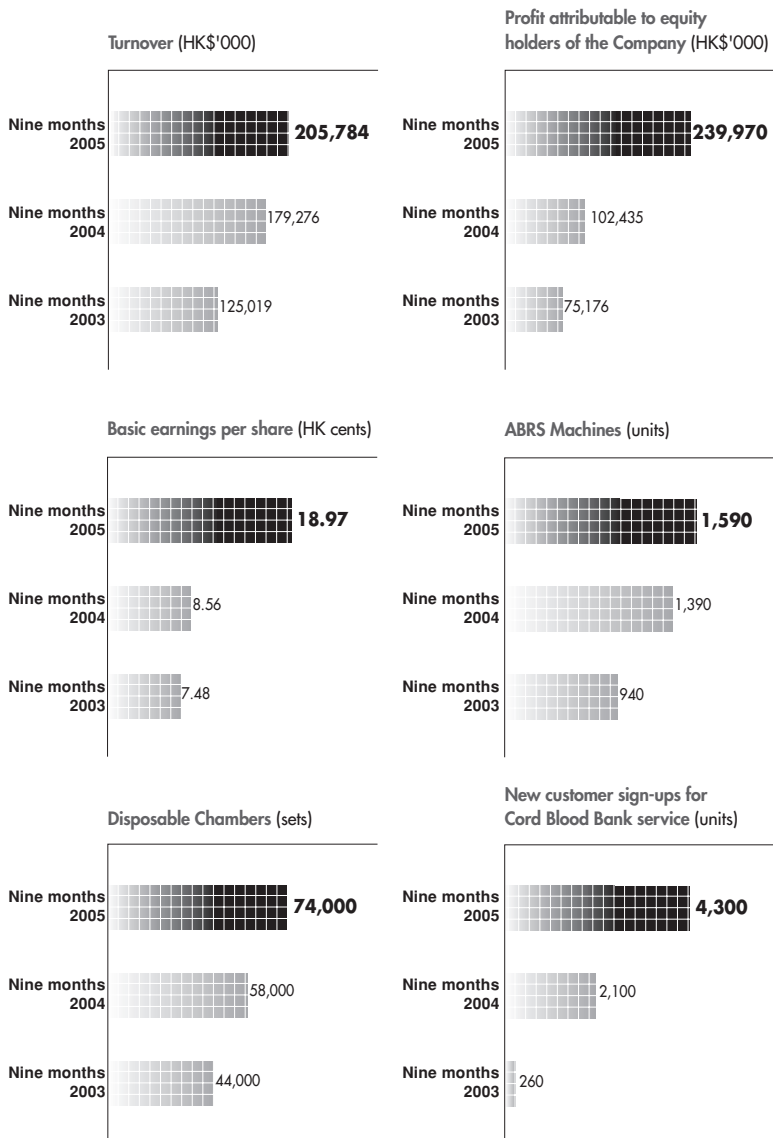 Turnover (HK$'000)
Nine months
2005
205,784
Nine months
2004
179,276
Nine months
2003
125,019
Profit attributable to equity
holders of the Company (HK$'000)
Nine months
2005
239,970
Nine months
2004
102,435
Nine months
2003
75,176
Basic earnings per share (HK cents)
Nine months
2005
18.97
Nine months
2004
8.56
Nine months
2003
7.48
ABRS Machines (units)
Nine months
2005
1,590
Nine months
2004
1,390
Nine months
2003
940
Disposable Chambers (sets)
Nine months
2005
74,000
Nine months
2004
58,000
Nine months
2003
44,000
New customer sign-ups for
Cord Blood Bank service (units)
Nine months
2005
4,300
Nine months
2004
2,100
Nine months
2003
260